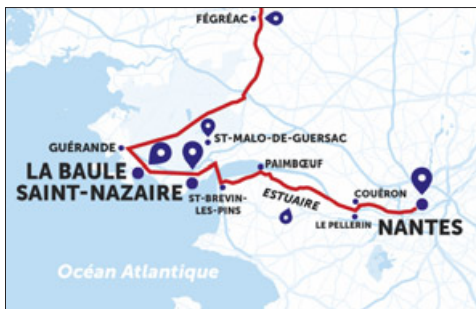 FÉGRÉAC
ST-MALO-DE-GUERSAC
GUÉRANDE
LA BAULE
SAINT-NAZAIRE
PAIMBŒUF
ST-BREVIN-
LES-PINS
ESTUAIRE
COUËRON
LE PELLERIN
NANTES
Océan Atlantique